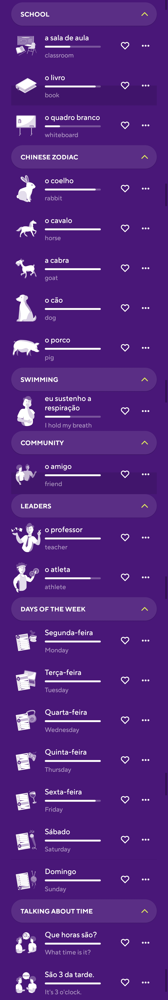 SCHOOL
a sala de aula
classroom
o livro
book
o quadro branco
whiteboard
CHINESE ZODIAC
o coelho
rabbit
o cavalo
horse
a cabra
goat
o cão
dog
o porco
pig
SWIMMING
eu sustenho a
respiração
I hold my breath
COMMUNITY
o amigo
friend
LEADERS
o professor
teacher
o atleta
athlete
DAYS OF THE WEEK
Segunda-feira
Monday
Terça-feira
Tuesday
Quarta-feira
Wednesday
Quinta-feira
Thursday
Sexta-feira
Friday
Sábado
Saturday
Domingo
Sunday
TALKING ABOUT TIME
Que horas são?
What time is it?
03:00
São 3 da tarde.
It's 3 o'clock.